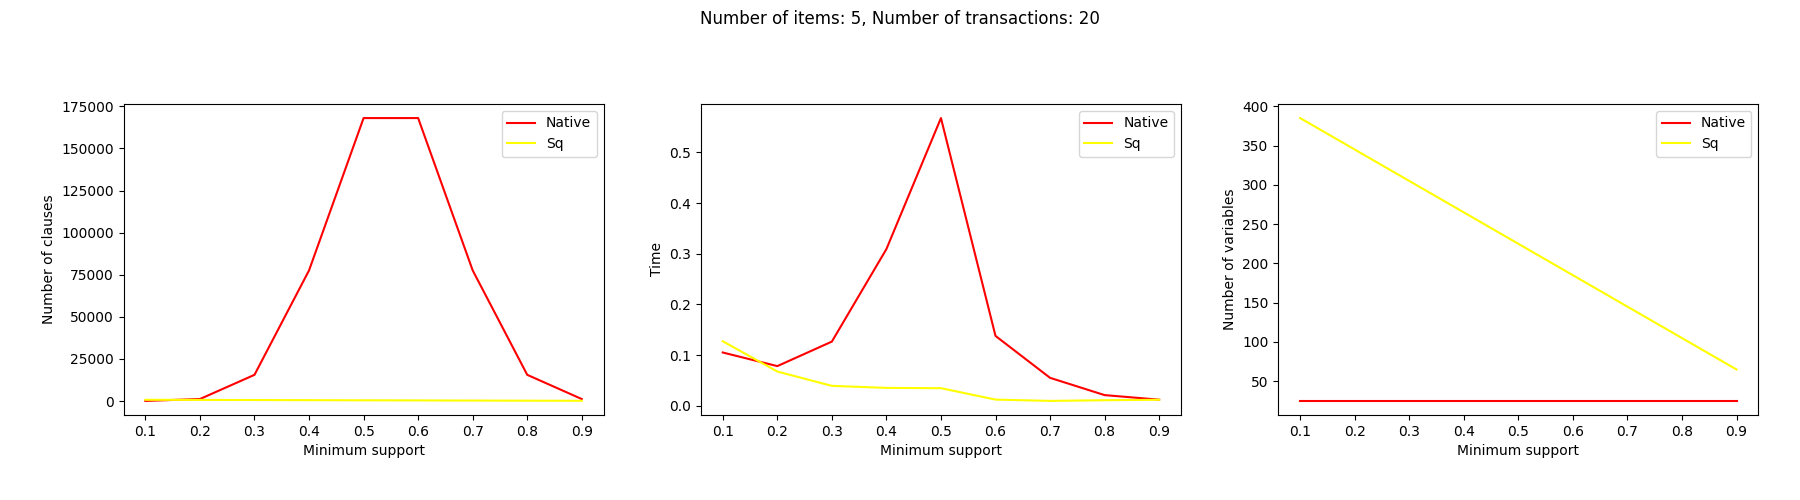 Number of items: 5, Number of transactions: 20
175000
150000
125000
100000
75000
50000
25000
0
Number of clauses
0.1 0.2 0.3 0.4 0.5 0.6 0.7 0.8 0.9
Minimum support
Native
Sq
0.5
0.4
0.3
0.2
0.1
0.0
Time
0.1 0.2 0.3 0.4 0.5 0.6 0.7 0.8 0.9
Minimum support
Native
Sq
400
350
300
250
200
150
100
50
Number of variables
0.1 0.2 0.3 0.4 0.5 0.6 0.7 0.8 0.9
Minimum support
Native
Sq